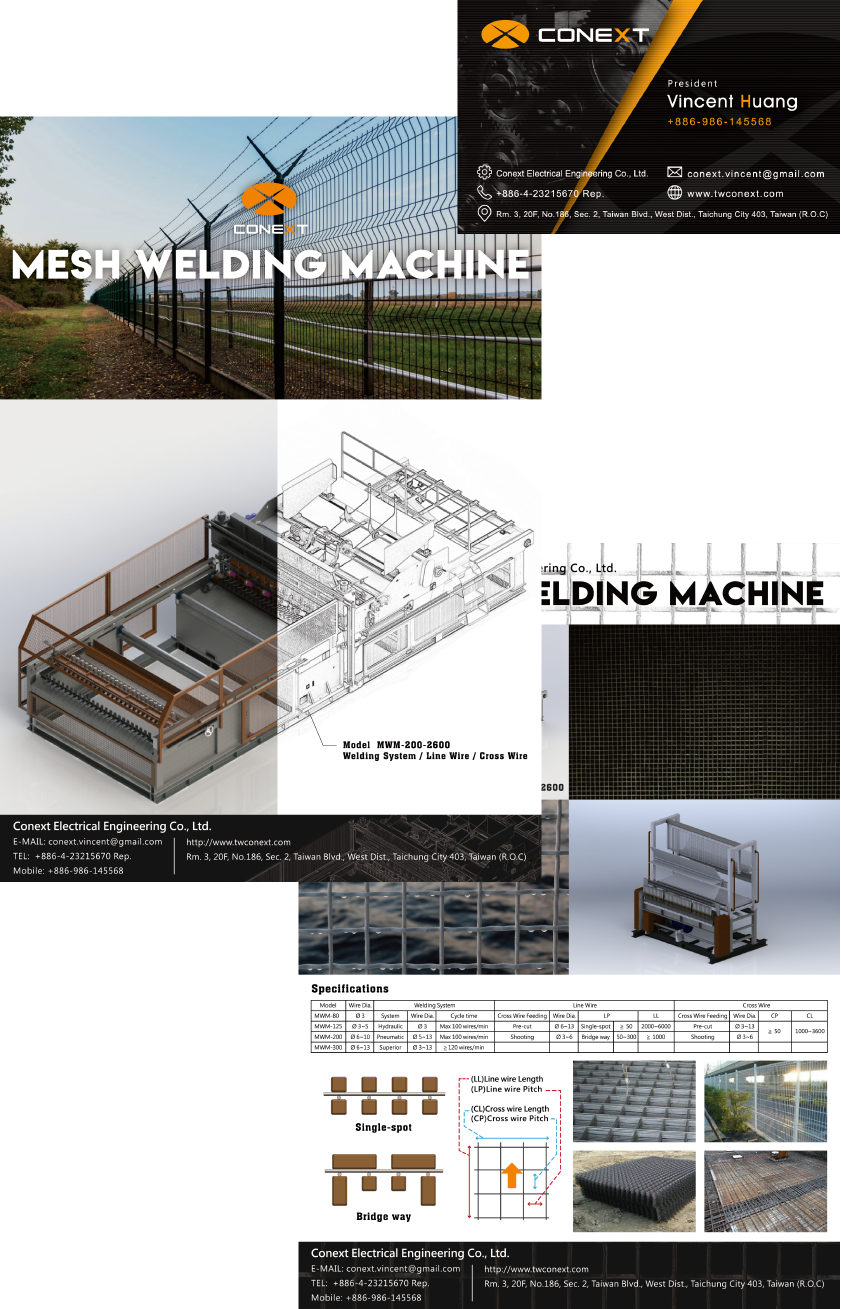 CONEXT
President
Vincent Huang
+886-986-145568
Conext Electrical Engineering Co., Ltd.
conext.vincent@gmail.com
+886-4-23215670 Rep.
www.twconext.com
Rm. 3, 20F, No.186, Sec. 2, Taiwan Blvd., West Dist., Taichung City 403, Taiwan (R.O.C)
CONEXT
MESH WELDING MACHINE
Model MWM-200-2600
Welding System / Line Wire / Cross Wire
Conext Electrical Engineering Co., Ltd.
E-MAIL: conext.vincent@gmail.com
http://www.twconext.com
TEL: +886-4-23215670 Rep.
Rm. 3, 20F, No.186, Sec. 2, Taiwan Blvd., West Dist., Taichung City 403, Taiwan (R.O.C)
Mobile: +886-986-145568
ring Co., Ltd.
ELDING MACHINE
2600
Specifications
Model Wire Dia. Welding System Line Wire Cross Wire
MWM-80 Ø 3 System Wire Dia. Cycle time Cross Wire Feeding Wire Dia. LP LL Cross Wire Feeding Wire Dia. CP CL
MWM-125 Ø 3~5 Hydraulic Ø 3 Max 100 wires/min Pre-cut Ø 6~13 Single-spot ≧ 50 2000~6000 Pre-cut Ø 3~13 ≧ 50 1000~3600
MWM-200 Ø 6~10 Pneumatic Ø 5~13 Max 100 wires/min Shooting Ø 3~6 Bridge way 50~300 ≧ 1000 Shooting Ø 3~6
MWM-300 Ø 6~13 Superior Ø 3~13 ≧120 wires/min
(LL)Line wire Length
(LP)Line wire Pitch
(CL)Cross wire Length
(CP)Cross wire Pitch
Single-spot
Bridge way
Conext Electrical Engineering Co., Ltd.
E-MAIL: conext.vincent@gmail.com
http://www.twconext.com
TEL: +886-4-23215670 Rep.
Rm. 3, 20F, No.186, Sec. 2, Taiwan Blvd., West Dist., Taichung City 403, Taiwan (R.O.C)
Mobile: +886-986-145568